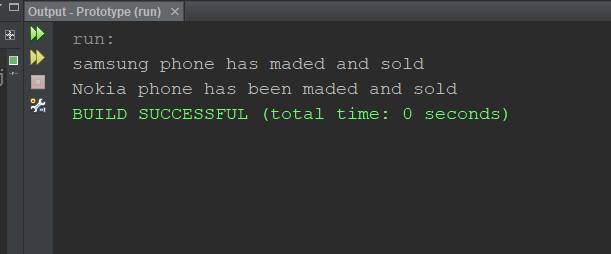 Output - Prototype (run) ×
run:
samsung phone has maded and sold
Nokia phone has been maded and sold
BUILD SUCCESSFUL (total time: 0 seconds)